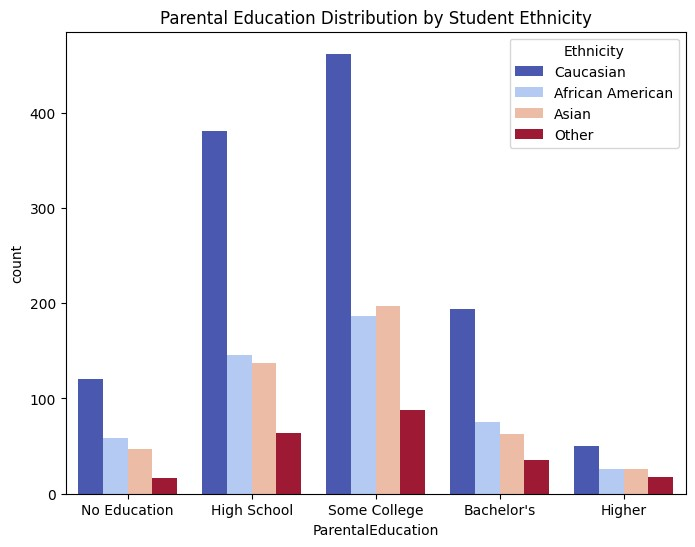 Parental Education Distribution by Student Ethnicity
Ethnicity
Caucasian
African American
Asian
Other
400
300
200
100
0
count
No Education High School Some College Bachelor's Higher
ParentalEducation